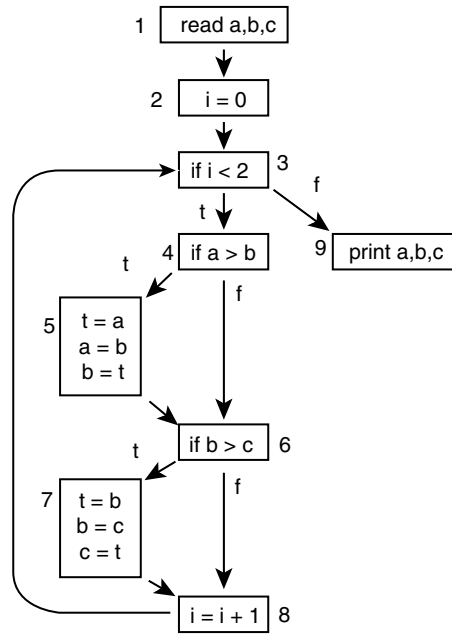 1 read a,b,c
2 i = 0
if i < 2 3
f
t
4 if a > b
9 print a,b,c
t
f
5 t = a
a = b
b = t
if b > c 6
t
f
7 t = b
b = c
c = t
i = i + 1 8